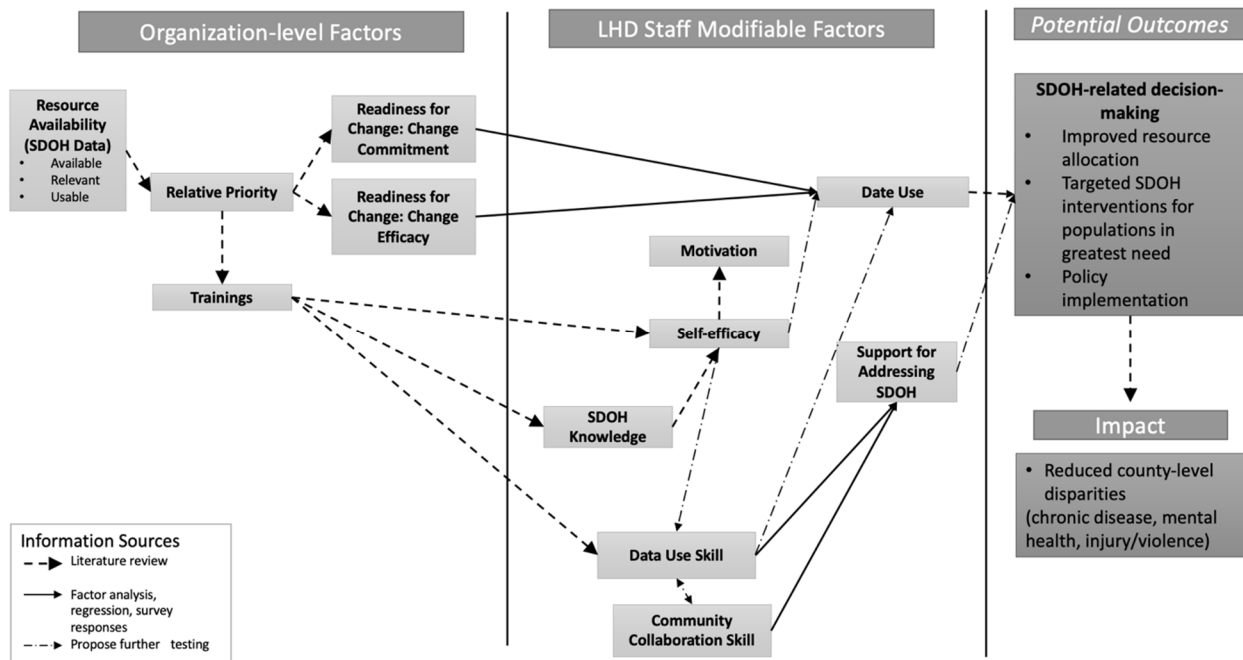 Organization-level Factors
LHD Staff Modifiable Factors
Potential Outcomes
Resource
Availability
(SDOH Data)
• Available
• Relevant
• Usable
Relative Priority
Readiness for
Change: Change
Commitment
Readiness for
Change: Change
Efficacy
Trainings
Date Use
Motivation
Self-efficacy
SDOH
Knowledge
Support for
Addressing
SDOH
Data Use Skill
Community
Collaboration Skill
SDOH-related decision-
making
• Improved resource
allocation
• Targeted SDOH
interventions for
populations in
greatest need
• Policy
implementation
Impact
• Reduced county-level
disparities
(chronic disease, mental
health, injury/violence)
Information Sources
Literature review
Factor analysis,
regression, survey
responses
Propose further testing